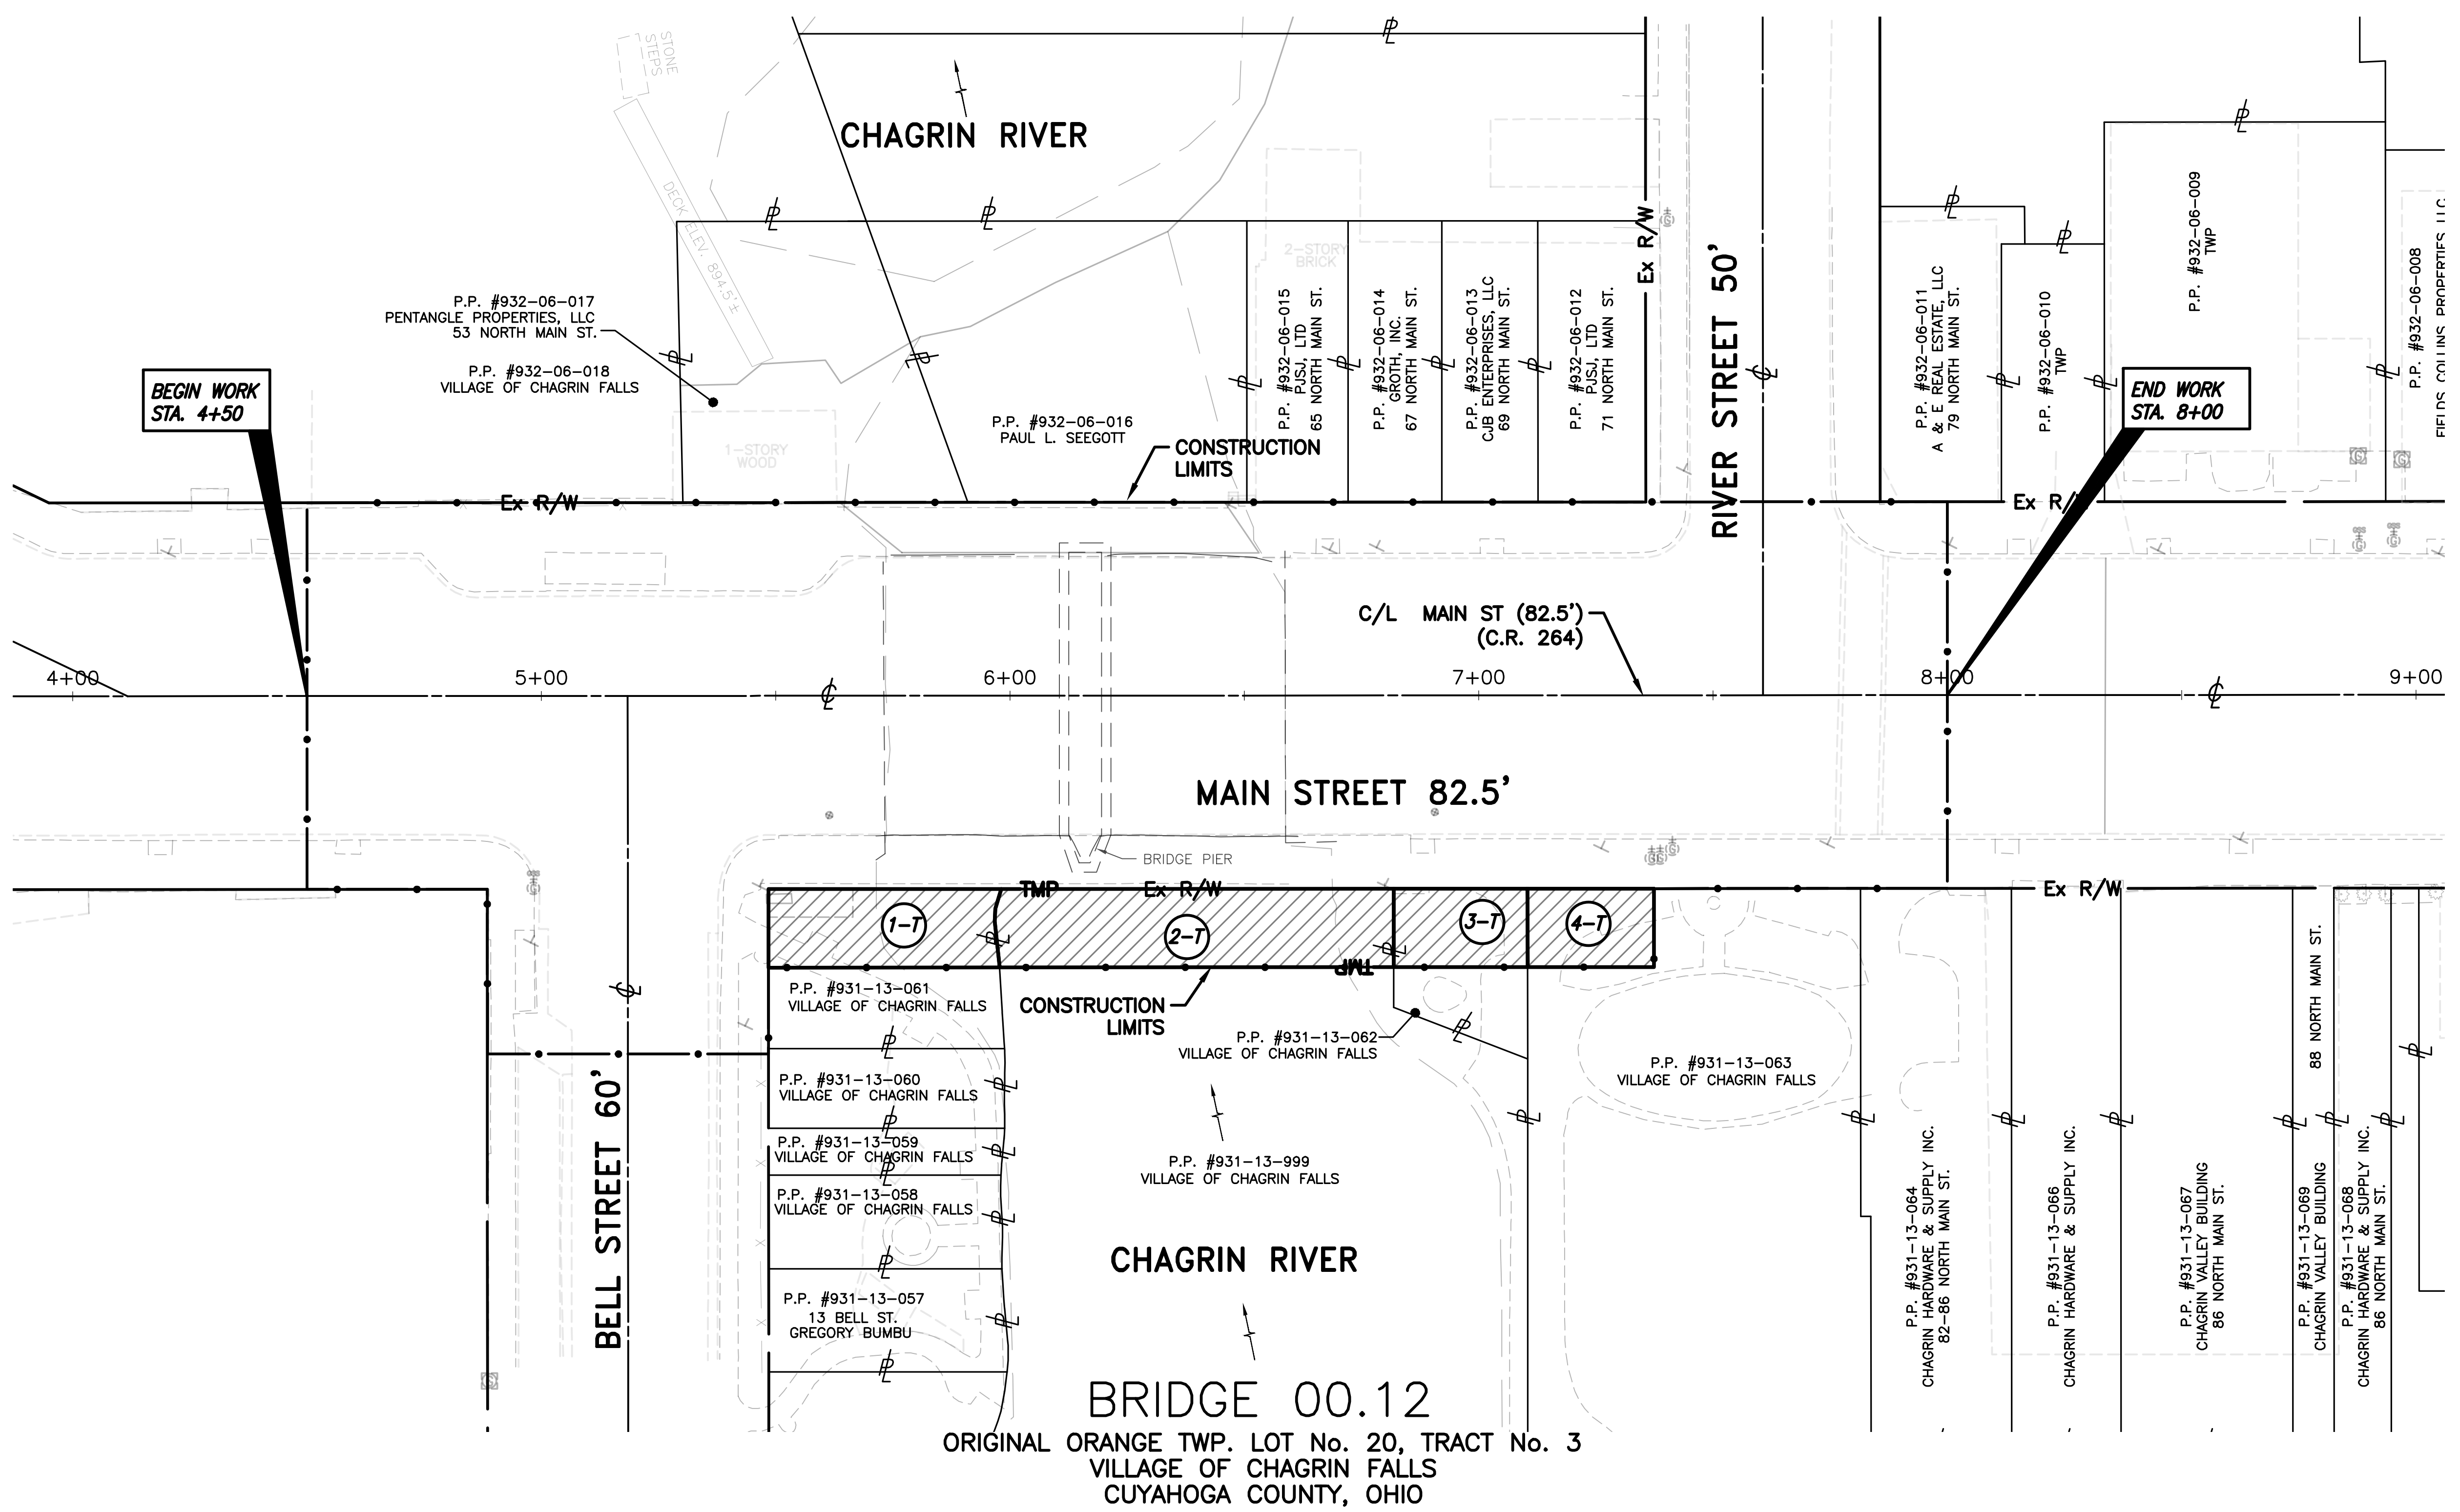 STONE
STEPS
CHAGRIN RIVER
DECK ELEV. 894.5'±
P.P. #932-06-017
PENTANGLE PROPERTIES, LLC
53 NORTH MAIN ST.
P.P. #932-06-018
VILLAGE OF CHAGRIN FALLS
BEGIN WORK
STA. 4+50
1-STORY
WOOD
P.P. #932-06-016
PAUL L. SEEGOTT
CONSTRUCTION
LIMITS
2-STORY
BRICK
P.P. #932-06-015
PJSJ, LTD
65 NORTH MAIN ST.
P.P. #932-06-014
GROTH, INC.
67 NORTH MAIN ST.
P.P. #932-06-013
CJB ENTERPRISES, LLC
69 NORTH MAIN ST.
P.P. #932-06-012
PJSJ, LTD
71 NORTH MAIN ST.
Ex R/W
RIVER STREET 50'
P.P. #932-06-011
A & E REAL ESTATE, LLC
79 NORTH MAIN ST.
P.P. #932-06-010
TWP
P.P. #932-06-009
TWP
P.P. #932-06-008
FIELDS COLLINS PROPERTIES LLC
END WORK
STA. 8+00
Ex R/W
Ex R/W
C/L MAIN ST (82.5')
(C.R. 264)
4+00
5+00
6+00
7+00
8+00
9+00
MAIN STREET 82.5'
BRIDGE PIER
TMP
Ex R/W
Ex R/W
1-T
2-T
3-T
4-T
TMP
P.P. #931-13-061
VILLAGE OF CHAGRIN FALLS
CONSTRUCTION
LIMITS
P.P. #931-13-062
VILLAGE OF CHAGRIN FALLS
P.P. #931-13-063
VILLAGE OF CHAGRIN FALLS
P.P. #931-13-060
VILLAGE OF CHAGRIN FALLS
P.P. #931-13-059
VILLAGE OF CHAGRIN FALLS
P.P. #931-13-058
VILLAGE OF CHAGRIN FALLS
P.P. #931-13-057
13 BELL ST.
GREGORY BUMBU
BELL STREET 60'
P.P. #931-13-999
VILLAGE OF CHAGRIN FALLS
CHAGRIN RIVER
P.P. #931-13-064
CHAGRIN HARDWARE & SUPPLY INC.
82-86 NORTH MAIN ST.
P.P. #931-13-066
CHAGRIN HARDWARE & SUPPLY INC.
P.P. #931-13-067
CHAGRIN VALLEY BUILDING
86 NORTH MAIN ST.
P.P. #931-13-069
CHAGRIN VALLEY BUILDING
88 NORTH MAIN ST.
P.P. #931-13-068
CHAGRIN HARDWARE & SUPPLY INC.
86 NORTH MAIN ST.
BRIDGE 00.12
ORIGINAL ORANGE TWP. LOT No. 20, TRACT No. 3
VILLAGE OF CHAGRIN FALLS
CUYAHOGA COUNTY, OHIO